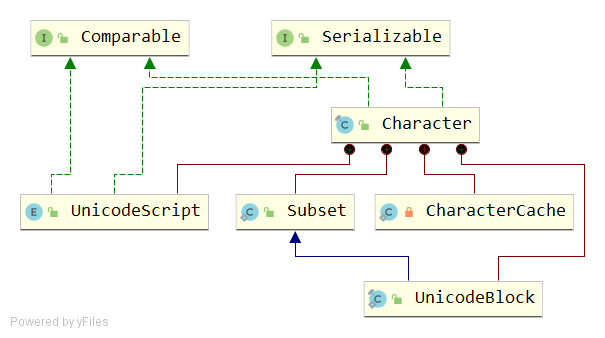 Comparable
Serializable
Character
UnicodeScript
Subset
CharacterCache
UnicodeBlock
Powered by yFiles